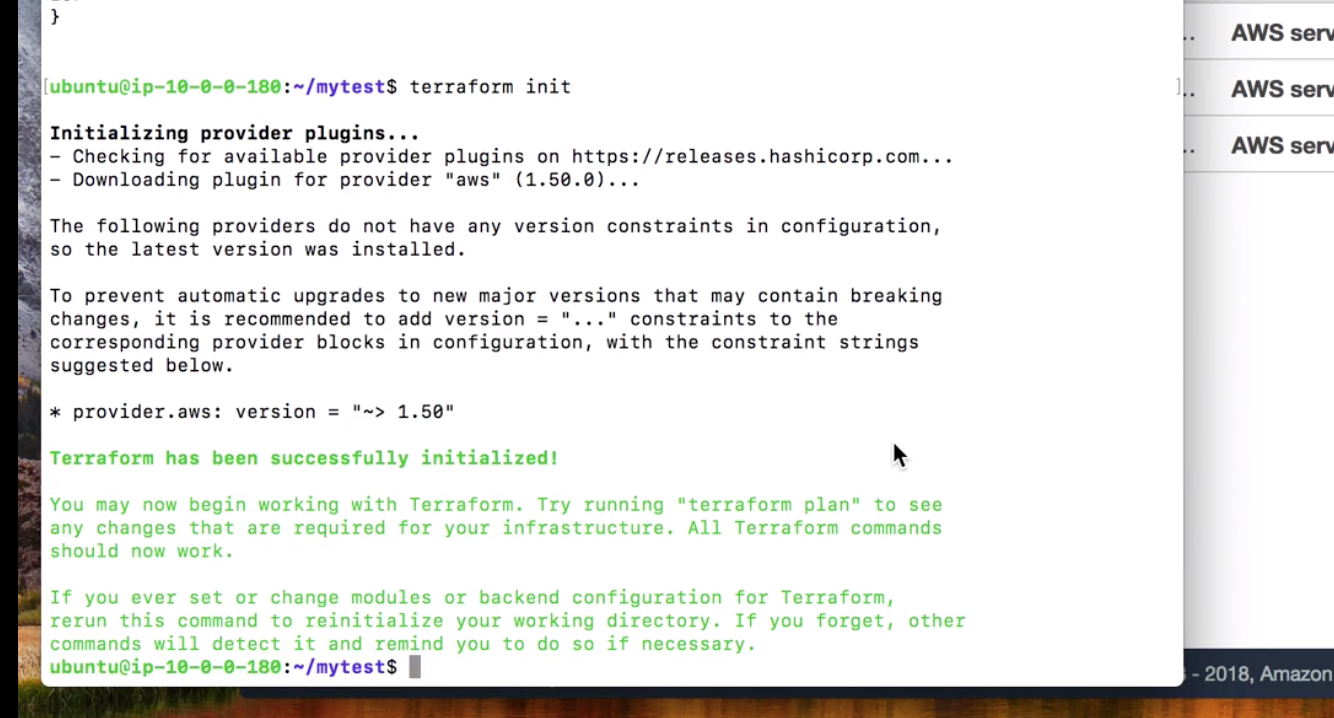 }
[ubuntu@ip-10-0-0-180:~/mytest$ terraform init ]
Initializing provider plugins...
- Checking for available provider plugins on https://releases.hashicorp.com...
- Downloading plugin for provider "aws" (1.50.0)...
The following providers do not have any version constraints in configuration,
so the latest version was installed.
To prevent automatic upgrades to new major versions that may contain breaking
changes, it is recommended to add version = "..." constraints to the
corresponding provider blocks in configuration, with the constraint strings
suggested below.
* provider.aws: version = "~> 1.50"
Terraform has been successfully initialized!
You may now begin working with Terraform. Try running "terraform plan" to see
any changes that are required for your infrastructure. All Terraform commands
should now work.
If you ever set or change modules or backend configuration for Terraform,
rerun this command to reinitialize your working directory. If you forget, other
commands will detect it and remind you to do so if necessary.
ubuntu@ip-10-0-0-180:~/mytest$
.. AWS serv
.. AWS serv
.. AWS serv
- 2018, Amazon